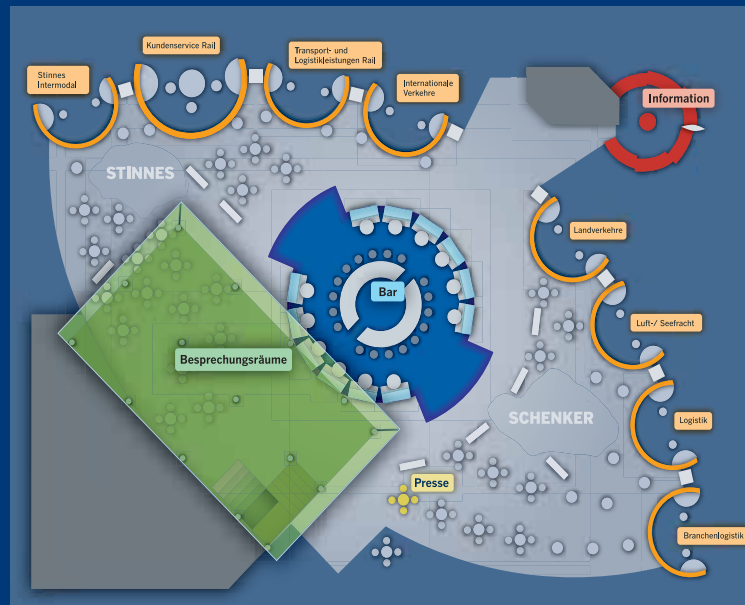 Kundenservice Rail
Transport- und
Logistikleistungen Rail
Stinnes
Intermodal
Internationale
Verkehre
Information
STINNES
Landverkehre
Bar
Luft-/ Seefracht
Besprechungsräume
SCHENKER
Logistik
Presse
Branchenlogistik